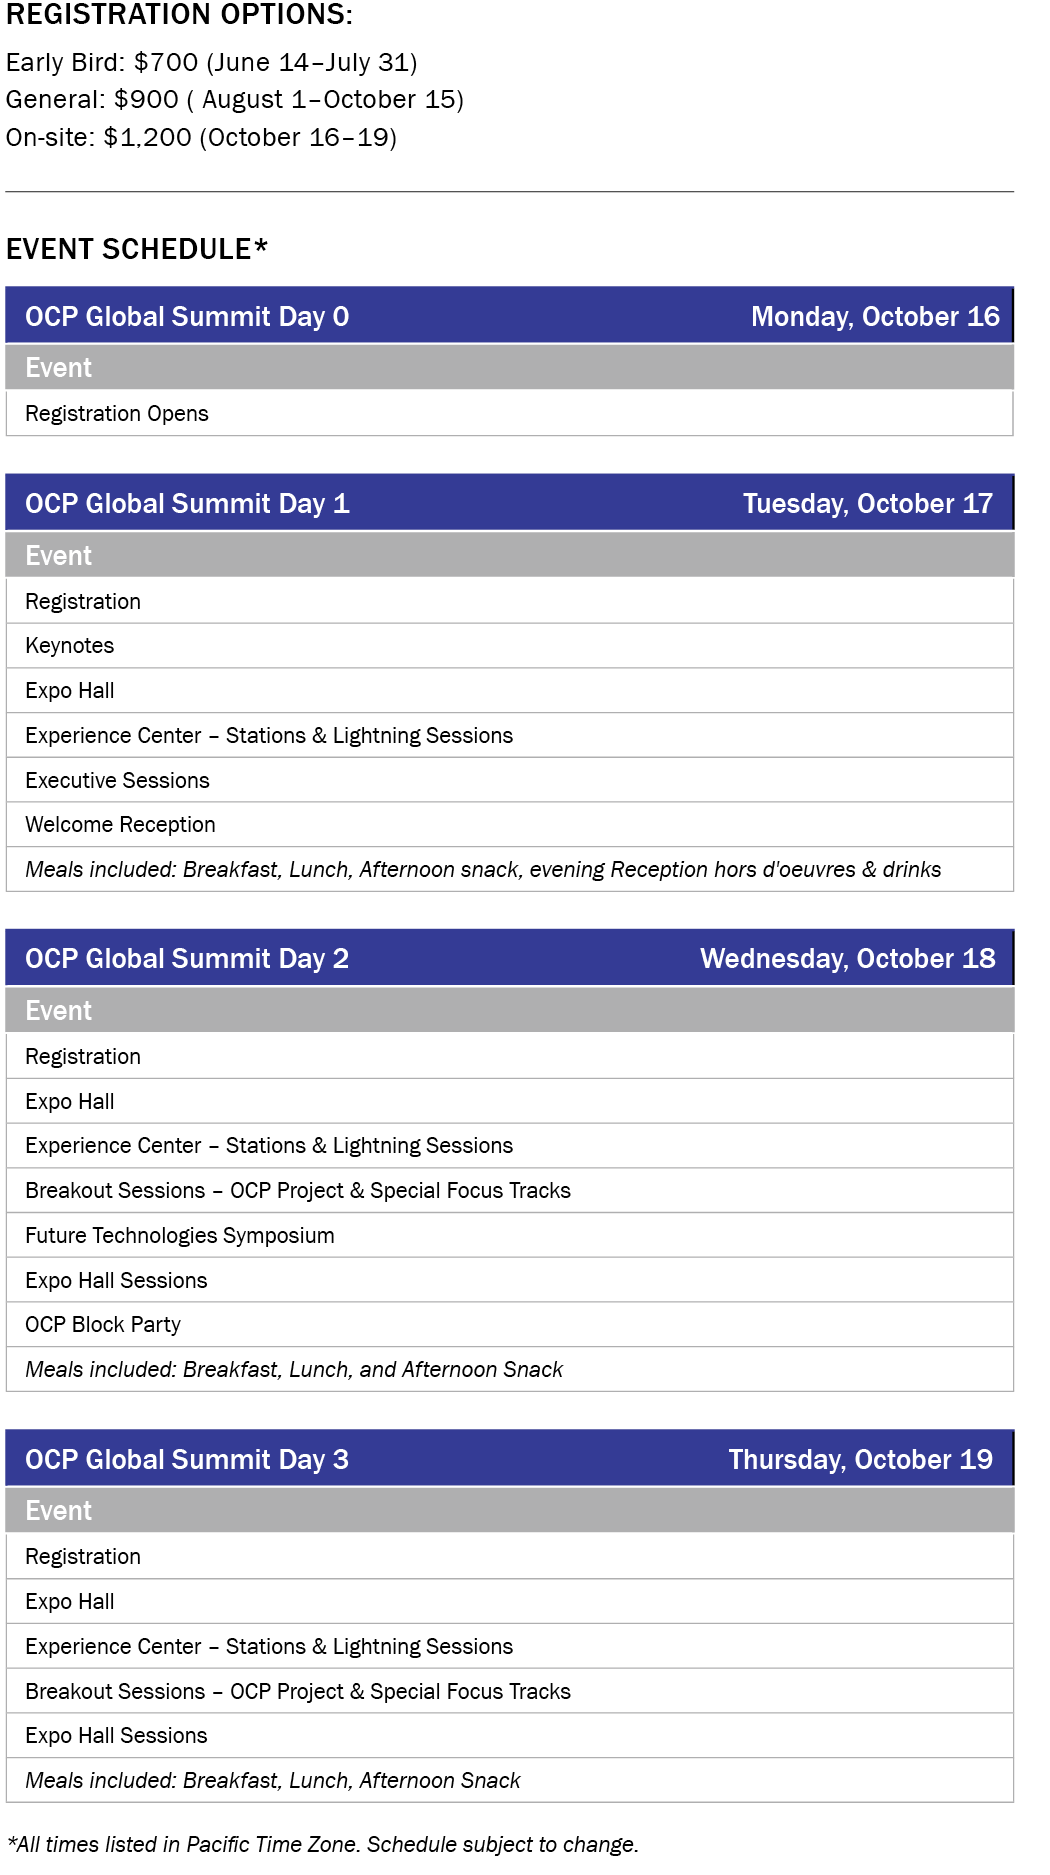 REGISTRATION OPTIONS:
Early Bird: $700 (June 14–July 31)
General: $900 ( August 1–October 15)
On-site: $1,200 (October 16–19)
EVENT SCHEDULE*
OCP Global Summit Day 0 Monday, October 16
Event
Registration Opens
OCP Global Summit Day 1 Tuesday, October 17
Event
Registration
Keynotes
Expo Hall
Experience Center – Stations & Lightning Sessions
Executive Sessions
Welcome Reception
Meals included: Breakfast, Lunch, Afternoon snack, evening Reception hors d'oeuvres & drinks
OCP Global Summit Day 2 Wednesday, October 18
Event
Registration
Expo Hall
Experience Center – Stations & Lightning Sessions
Breakout Sessions – OCP Project & Special Focus Tracks
Future Technologies Symposium
Expo Hall Sessions
OCP Block Party
Meals included: Breakfast, Lunch, and Afternoon Snack
OCP Global Summit Day 3 Thursday, October 19
Event
Registration
Expo Hall
Experience Center – Stations & Lightning Sessions
Breakout Sessions – OCP Project & Special Focus Tracks
Expo Hall Sessions
Meals included: Breakfast, Lunch, Afternoon Snack
*All times listed in Pacific Time Zone. Schedule subject to change.